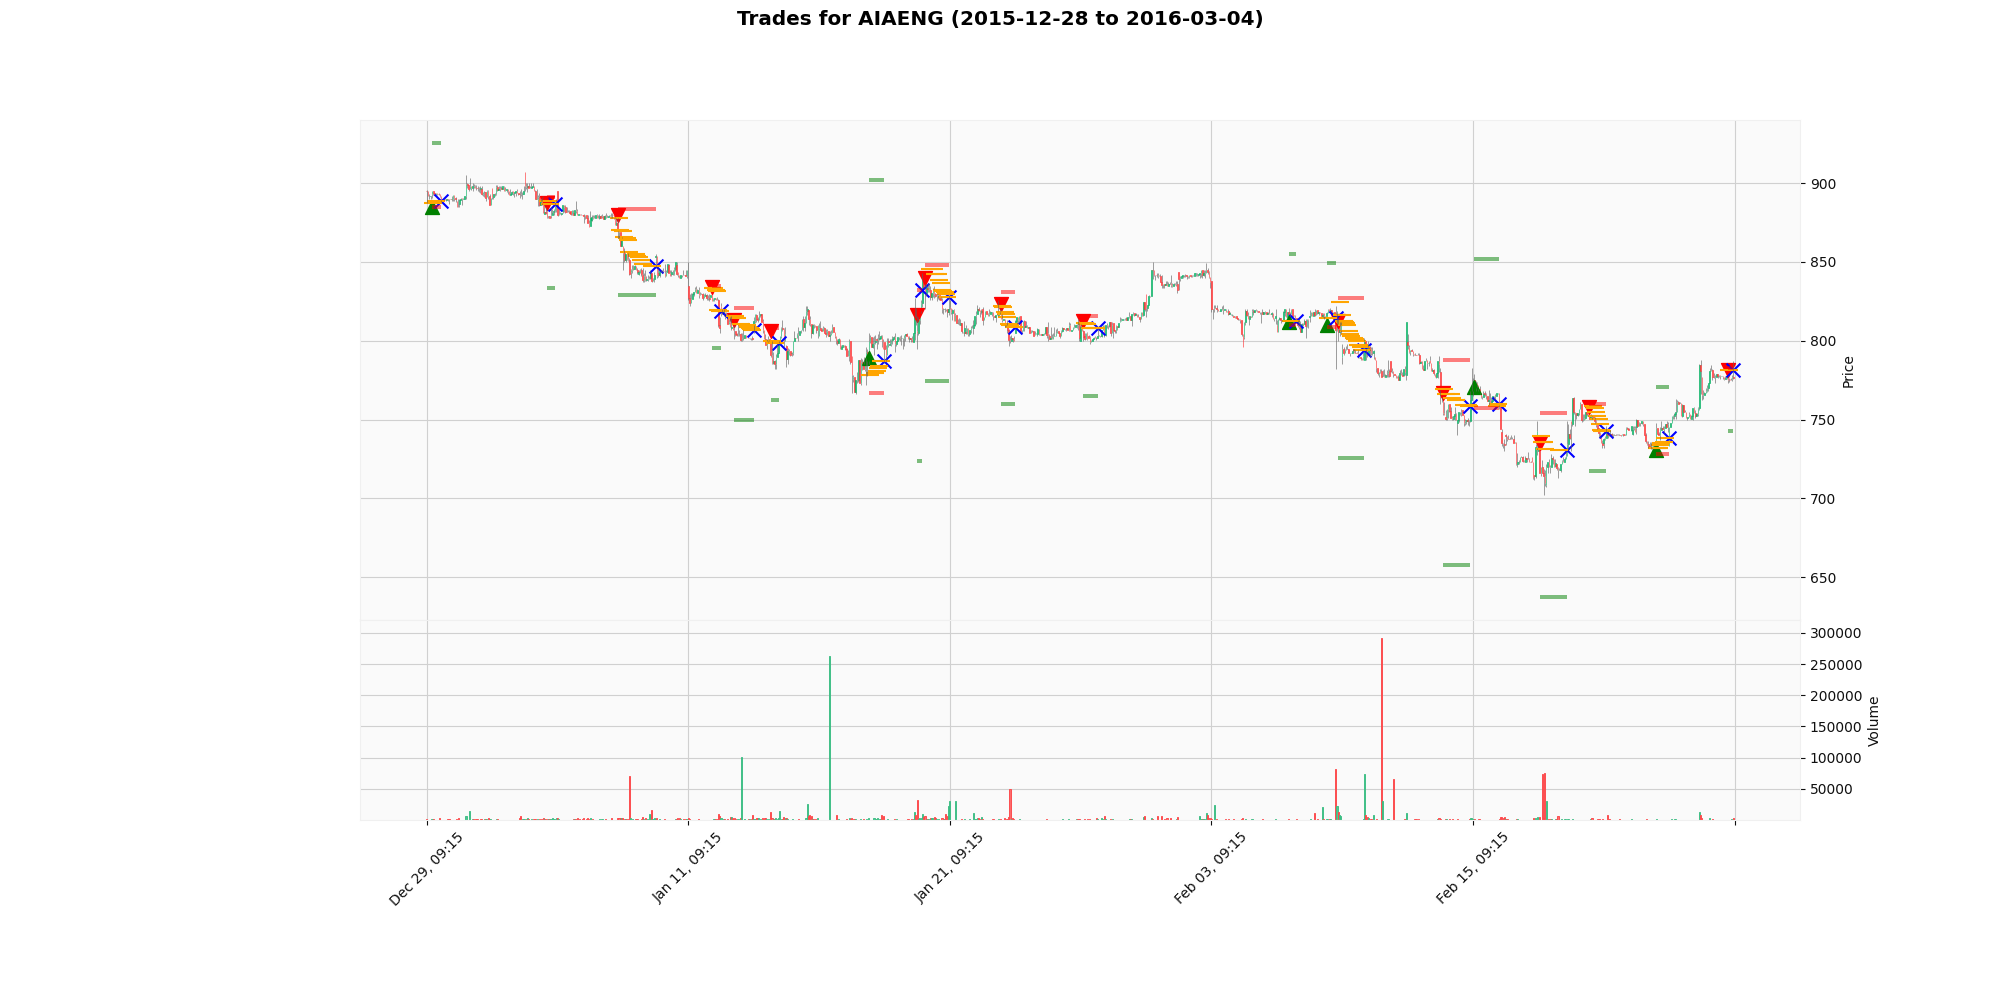 Trades for AIAENG (2015-12-28 to 2016-03-04)
900
850
800
750
700
650
Price
300000
250000
200000
150000
100000
50000
Volume
Dec 29, 09:15
Jan 11, 09:15
Jan 21, 09:15
Feb 03, 09:15
Feb 15, 09:15